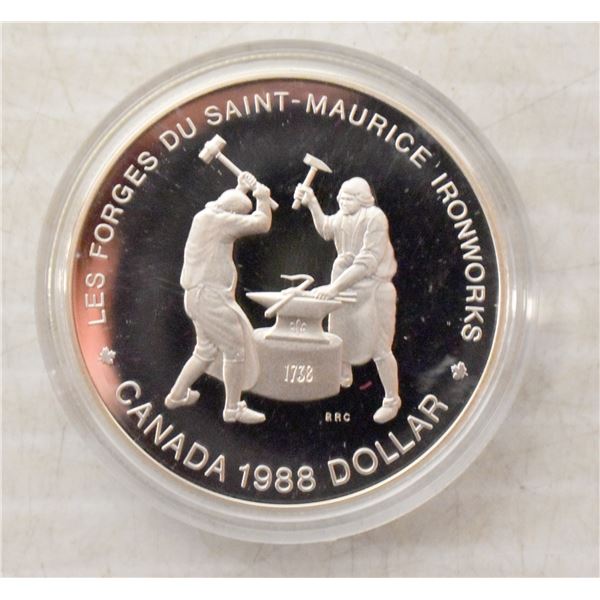 LES FORGES DU SAINT-MAURICE IRONWORKS
1738
RRC
CANADA 1988 DOLLAR